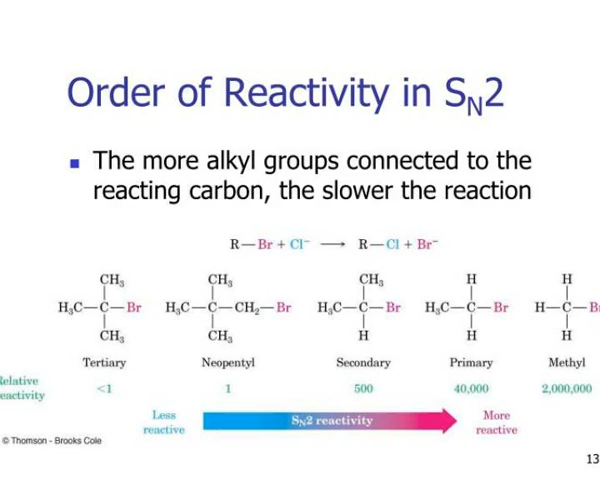 Order of Reactivity in SN2
The more alkyl groups connected to the
reacting carbon, the slower the reaction
R—Br + Cl⁻ → R—Cl + Br⁻
CH₃ CH₃ CH₃ H H
H₃C—C—Br H₃C—C—CH₂—Br H₃C—C—Br H₃C—C—Br H—C—B
CH₃ CH₃ H H H
Tertiary Neopentyl Secondary Primary Methyl
Relative
eactivity
<1 1 500 40,000 2,000,000
Less
reactive
SN2 reactivity
More
reactive
© Thomson - Brooks Cole
13